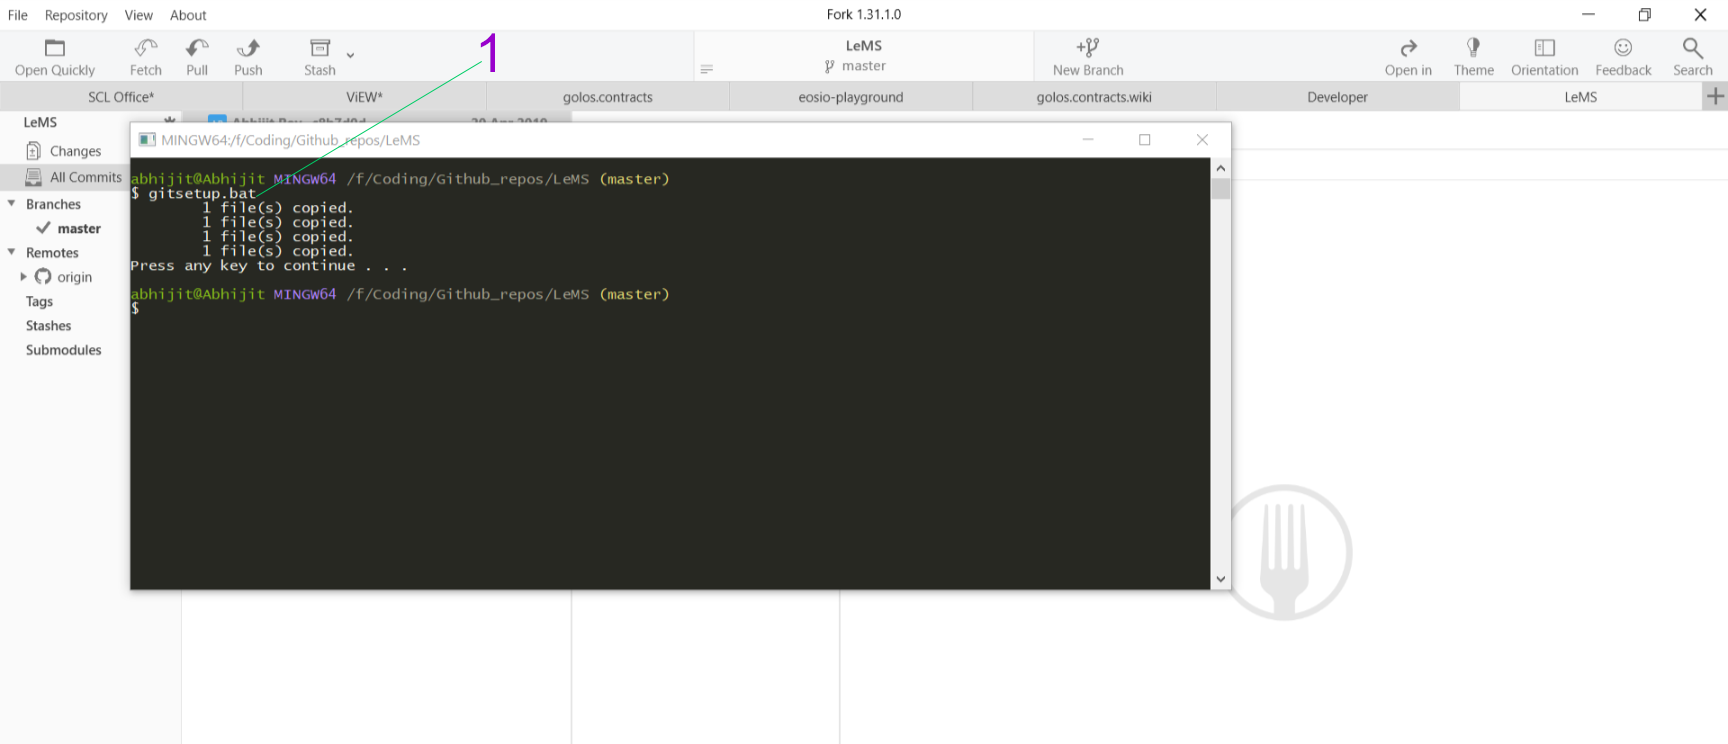 File Repository View About Fork 1.31.1.0
Open Quickly Fetch Pull Push Stash 1 LeMS New Branch Open in Theme Orientation Feedback Search
master
SCL Office* ViEW* golos.contracts eosio-playground golos.contracts.wiki Developer LeMS
LeMS
Changes
All Commits
Branches
master
Remotes
origin
Tags
Stashes
Submodules
MINGW64:/f/Coding/Github_repos/LeMS
abhijit@Abhijit MINGW64 /f/Coding/Github_repos/LeMS (master)
$ gitsetup.bat
1 file(s) copied.
1 file(s) copied.
1 file(s) copied.
1 file(s) copied.
Press any key to continue . . .
abhijit@Abhijit MINGW64 /f/Coding/Github_repos/LeMS (master)
$